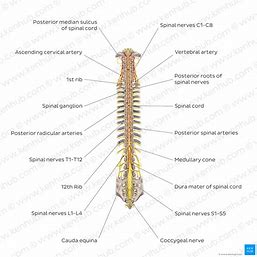 Posterior median sulcus
of spinal cord
Spinal nerves C1-C8
Ascending cervical artery
Vertebral artery
1st rib
Posterior roots of
spinal nerves
Spinal ganglion
Spinal cord
Posterior radicular arteries
Posterior spinal arteries
Spinal nerves T1-T12
Medullary cone
12th Rib
Dura mater of spinal cord
Spinal nerves L1-L4
Spinal nerves S1-S5
Cauda equina
Coccygeal nerve
KEN
HUB